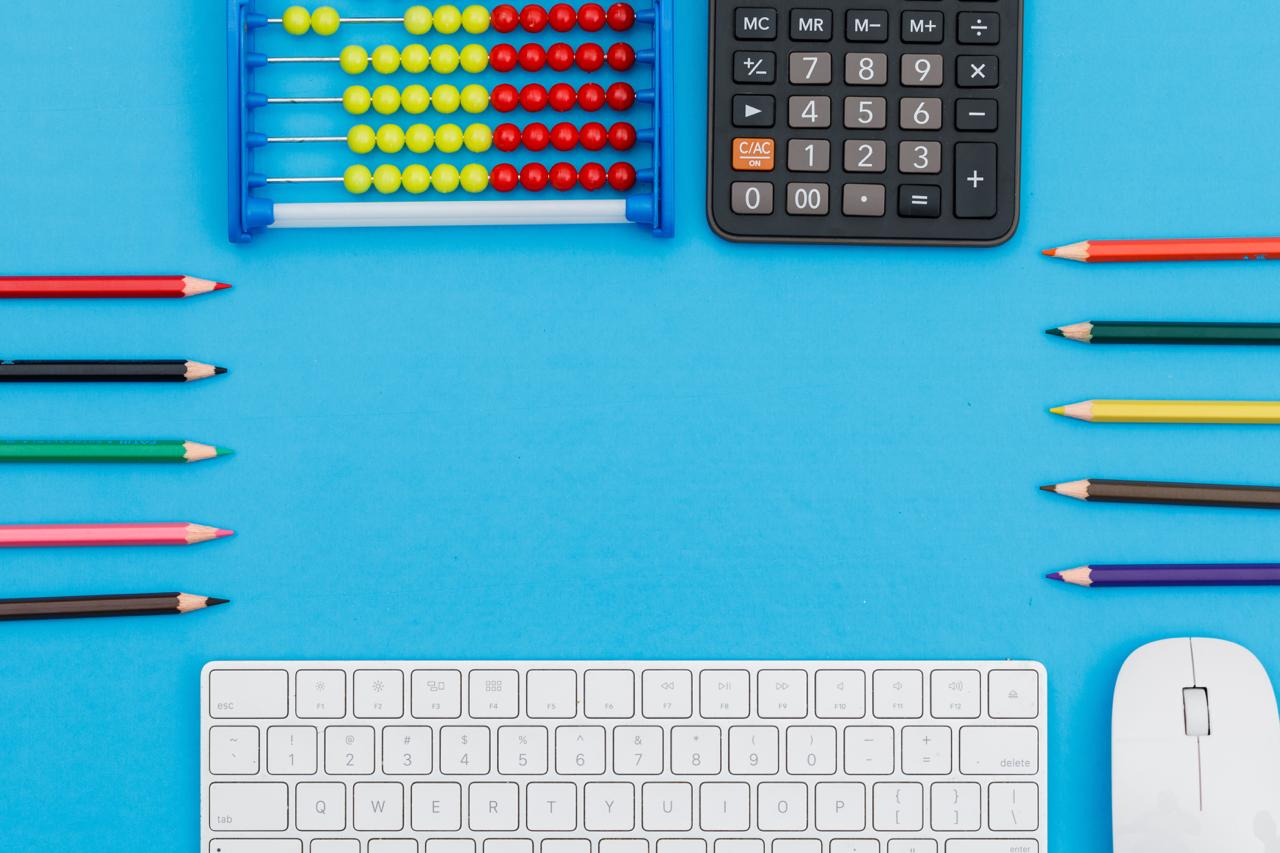 MC MR M− M+ ÷
+/− 7 8 9 ×
▶ 4 5 6 −
C/AC ON 1 2 3 +
0 00 · =
esc F1 F2 F3 F4 F5 F6 F7 F8 F9 F10 F11 F12
~ ! @ # $ % ^ & * ( ) — +
` 1 2 3 4 5 6 7 8 9 0 - = delete
tab Q W E R T Y U I O P { [ } ] | \
enter